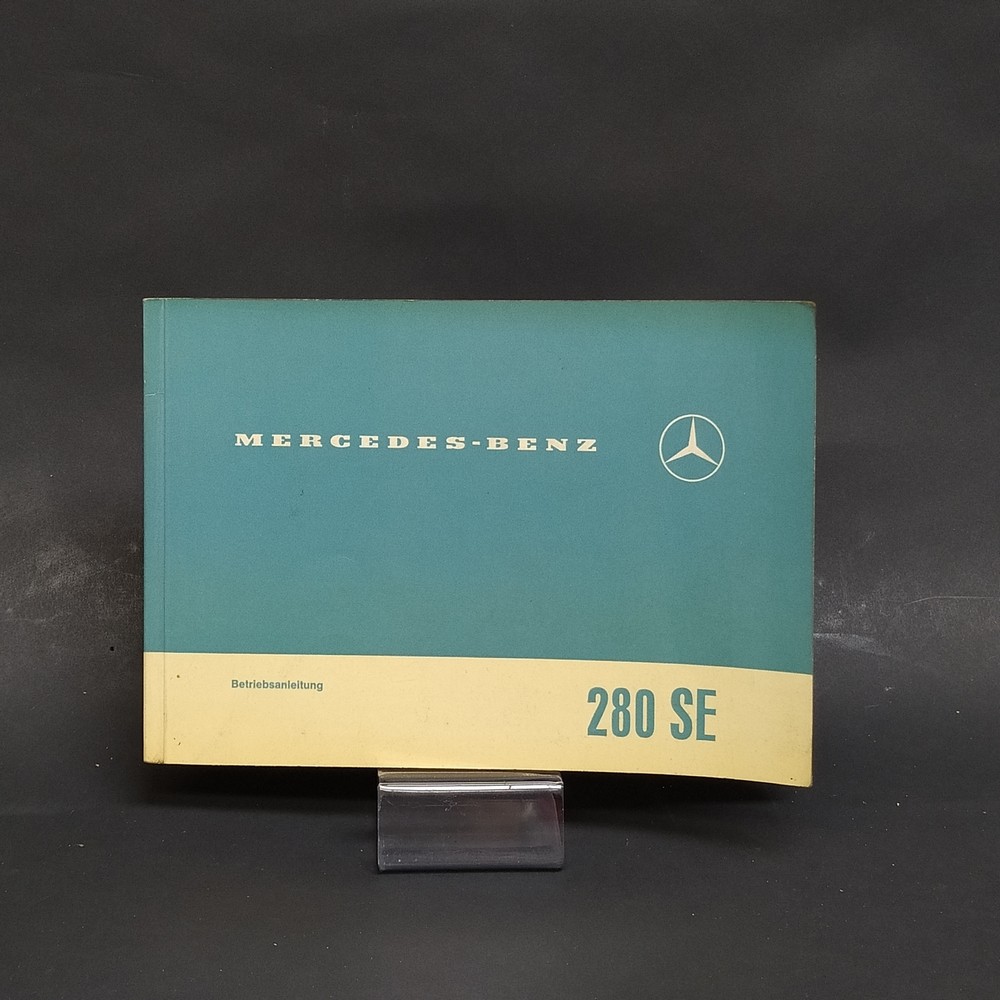 MERCEDES-BENZ
Betriebsanleitung
280 SE